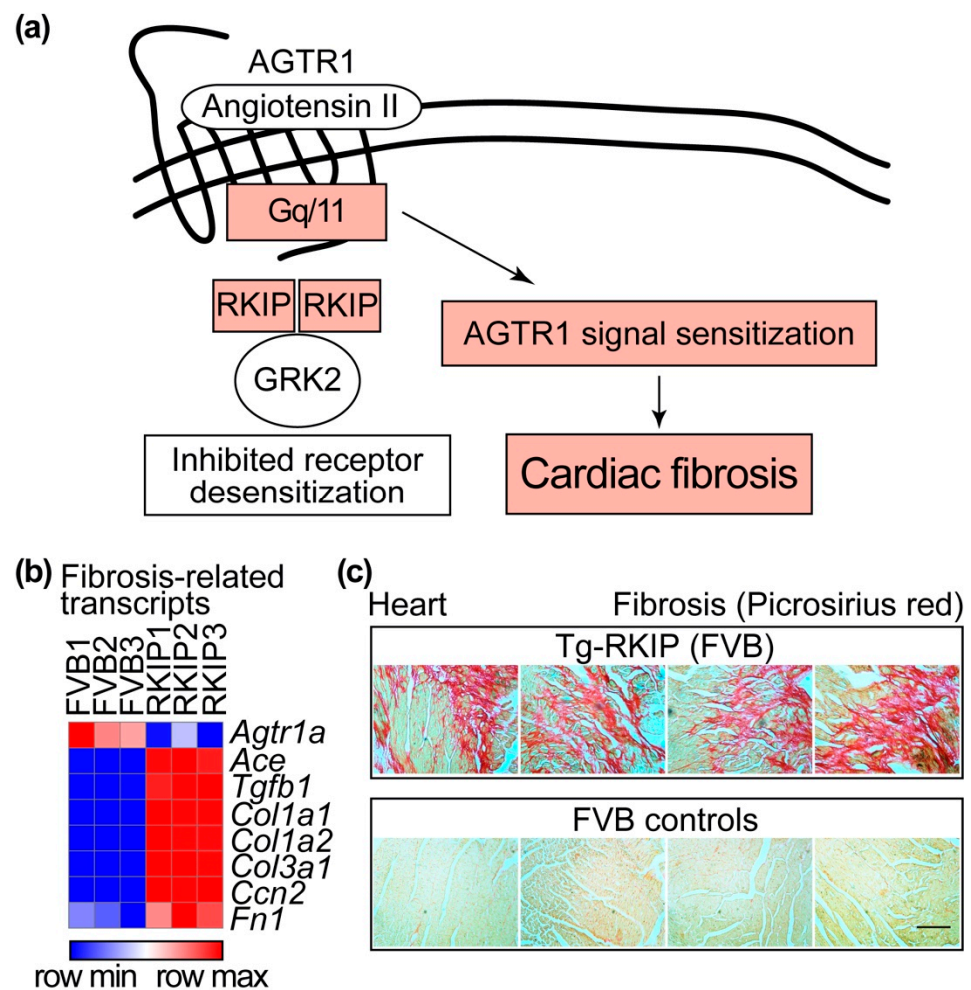 (a)
AGTR1
Angiotensin II
Gq/11
RKIP RKIP
GRK2
Inhibited receptor
desensitization
AGTR1 signal sensitization
Cardiac fibrosis
(b) Fibrosis-related
transcripts
FVB1
FVB2
FVB3
RKIP1
RKIP2
RKIP3
Agtr1a
Ace
Tgfb1
Col1a1
Col1a2
Col3a1
Ccn2
Fn1
row min row max
(c)
Heart Fibrosis (Picrosirius red)
Tg-RKIP (FVB)
FVB controls